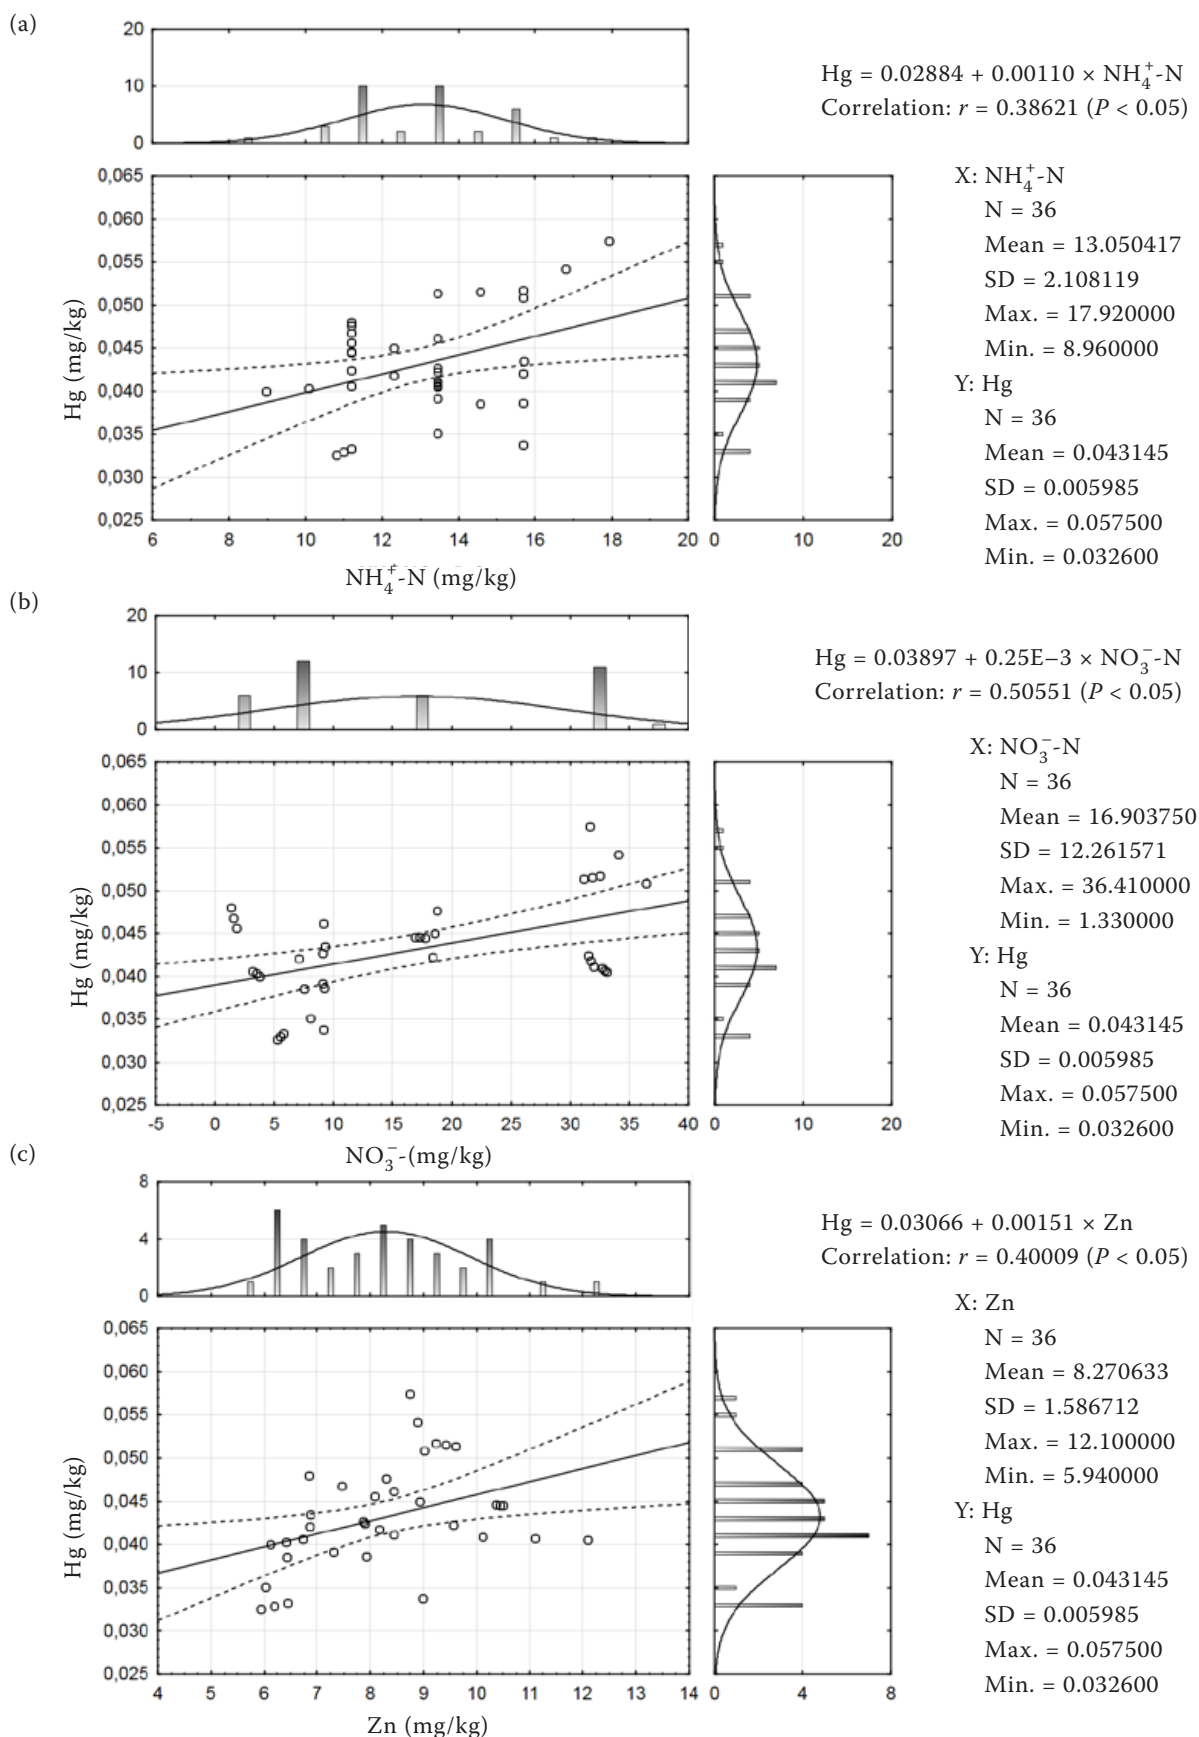 (a)
20
10
0
Hg = 0.02884 + 0.00110 × NH₄⁺-N
Correlation: r = 0.38621 (P < 0.05)
0,065
0,060
0,055
0,050
0,045
0,040
0,035
0,030
0,025
Hg (mg/kg)
6 8 10 12 14 16 18 20
0 10 20
NH₄⁺-N (mg/kg)
X: NH₄⁺-N
N = 36
Mean = 13.050417
SD = 2.108119
Max. = 17.920000
Min. = 8.960000
Y: Hg
N = 36
Mean = 0.043145
SD = 0.005985
Max. = 0.057500
Min. = 0.032600
(b)
20
10
0
Hg = 0.03897 + 0.25E−3 × NO₃⁻-N
Correlation: r = 0.50551 (P < 0.05)
0,065
0,060
0,055
0,050
0,045
0,040
0,035
0,030
0,025
Hg (mg/kg)
-5 0 5 10 15 20 25 30 35 40
0 10 20
NO₃⁻-(mg/kg)
X: NO₃⁻-N
N = 36
Mean = 16.903750
SD = 12.261571
Max. = 36.410000
Min. = 1.330000
Y: Hg
N = 36
Mean = 0.043145
SD = 0.005985
Max. = 0.057500
Min. = 0.032600
(c)
8
4
0
Hg = 0.03066 + 0.00151 × Zn
Correlation: r = 0.40009 (P < 0.05)
0,065
0,060
0,055
0,050
0,045
0,040
0,035
0,030
0,025
Hg (mg/kg)
4 5 6 7 8 9 10 11 12 13 14
0 4 8
Zn (mg/kg)
X: Zn
N = 36
Mean = 8.270633
SD = 1.586712
Max. = 12.100000
Min. = 5.940000
Y: Hg
N = 36
Mean = 0.043145
SD = 0.005985
Max. = 0.057500
Min. = 0.032600